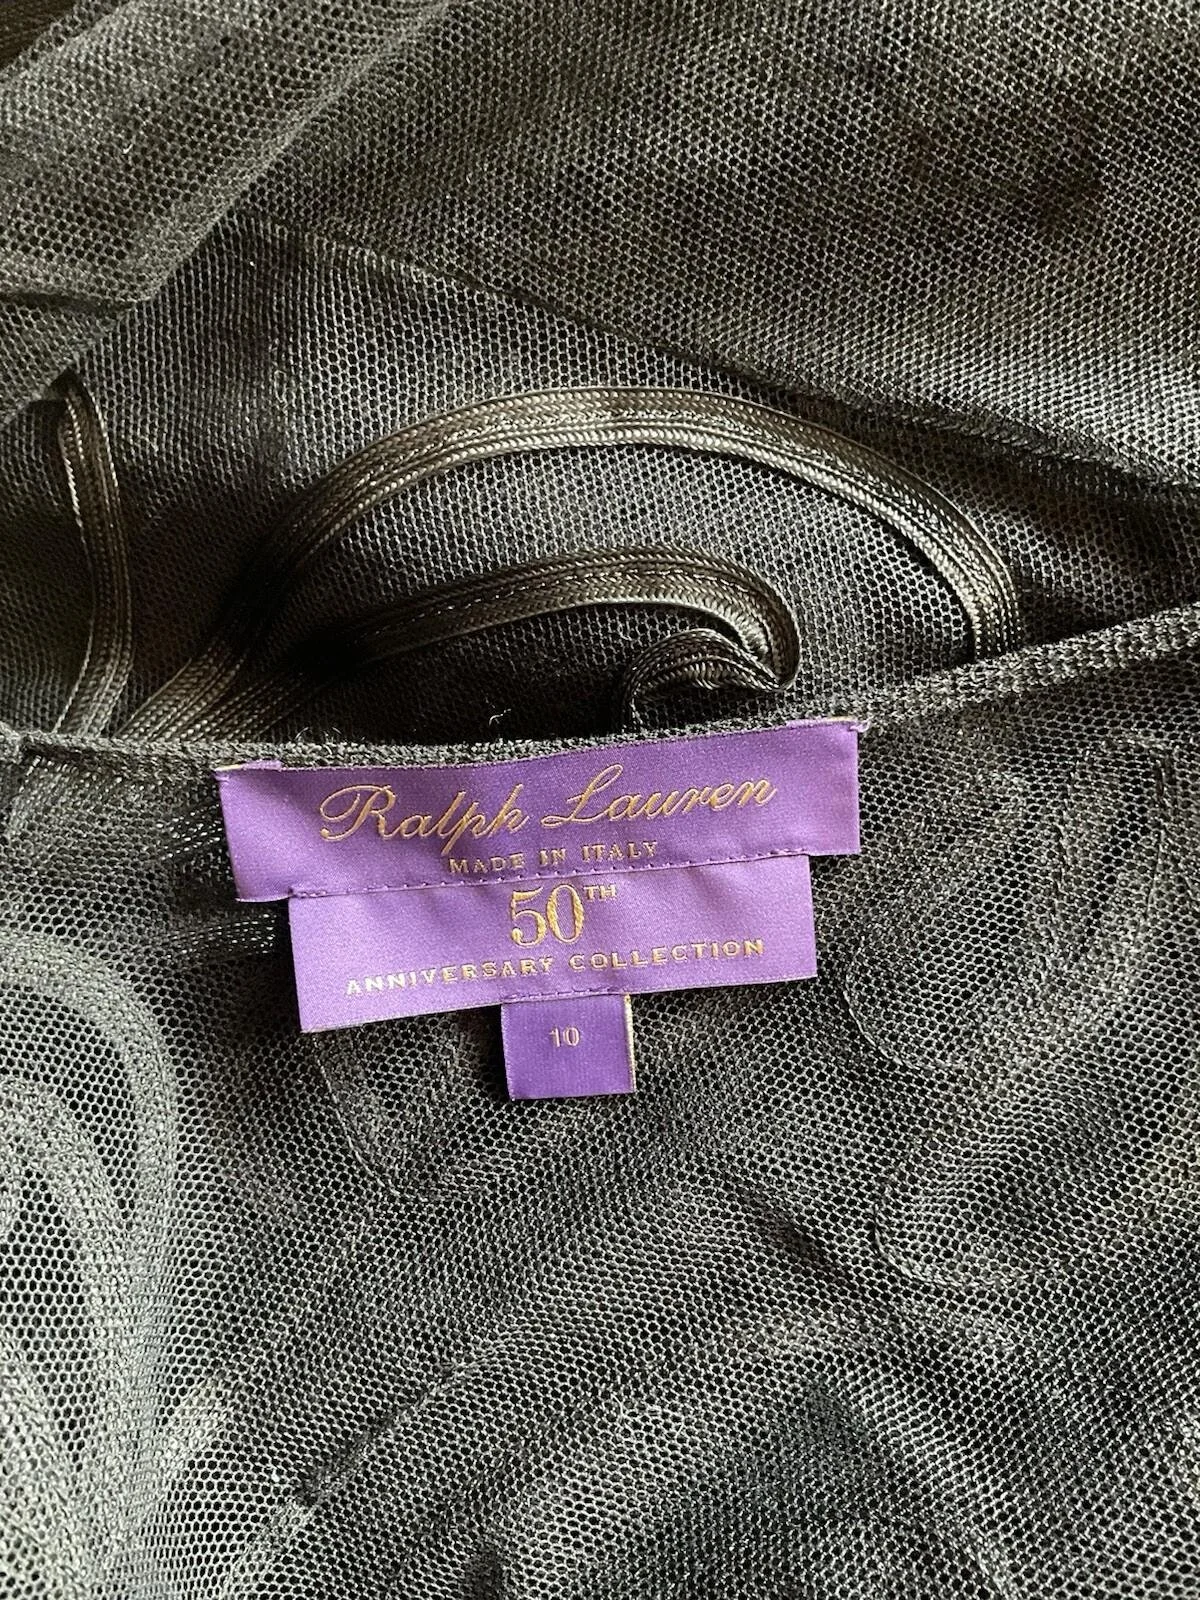 Ralph Lauren
MADE IN ITALY
50TH
ANNIVERSARY COLLECTION
10